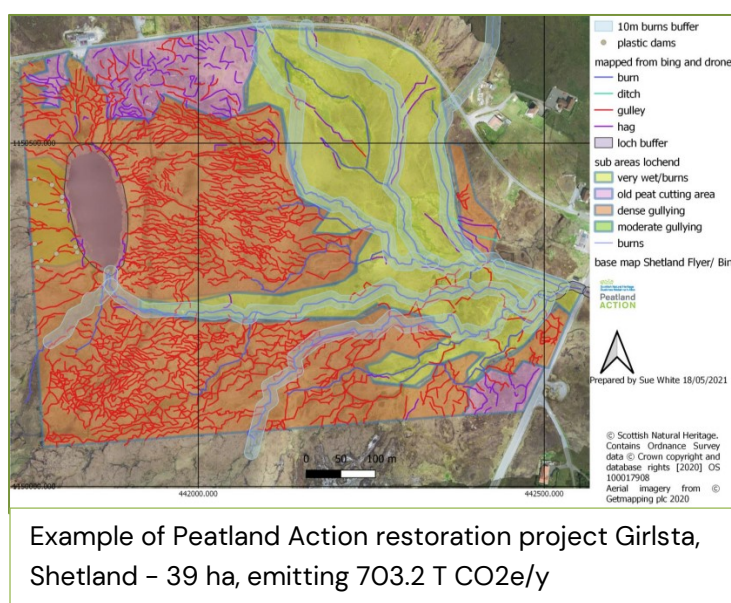 10m burns buffer
plastic dams
mapped from bing and drone
burn
ditch
gulley
hag
loch buffer
sub areas lochend
very wet/burns
old peat cutting area
dense gullying
moderate gullying
burns
base map Shetland Flyer/ Bin
Peatland
ACTION
Prepared by Sue White 18/05/2021
© Scottish Natural Heritage.
Contains Ordnance Survey
data © Crown copyright and
database rights [2020] OS
100017908
Aerial imagery from ©
Getmapping plc 2020
1150500.000
0 50 100 m
442000.000
442500.000
Example of Peatland Action restoration project Girlsta,
Shetland – 39 ha, emitting 703.2 T CO2e/y